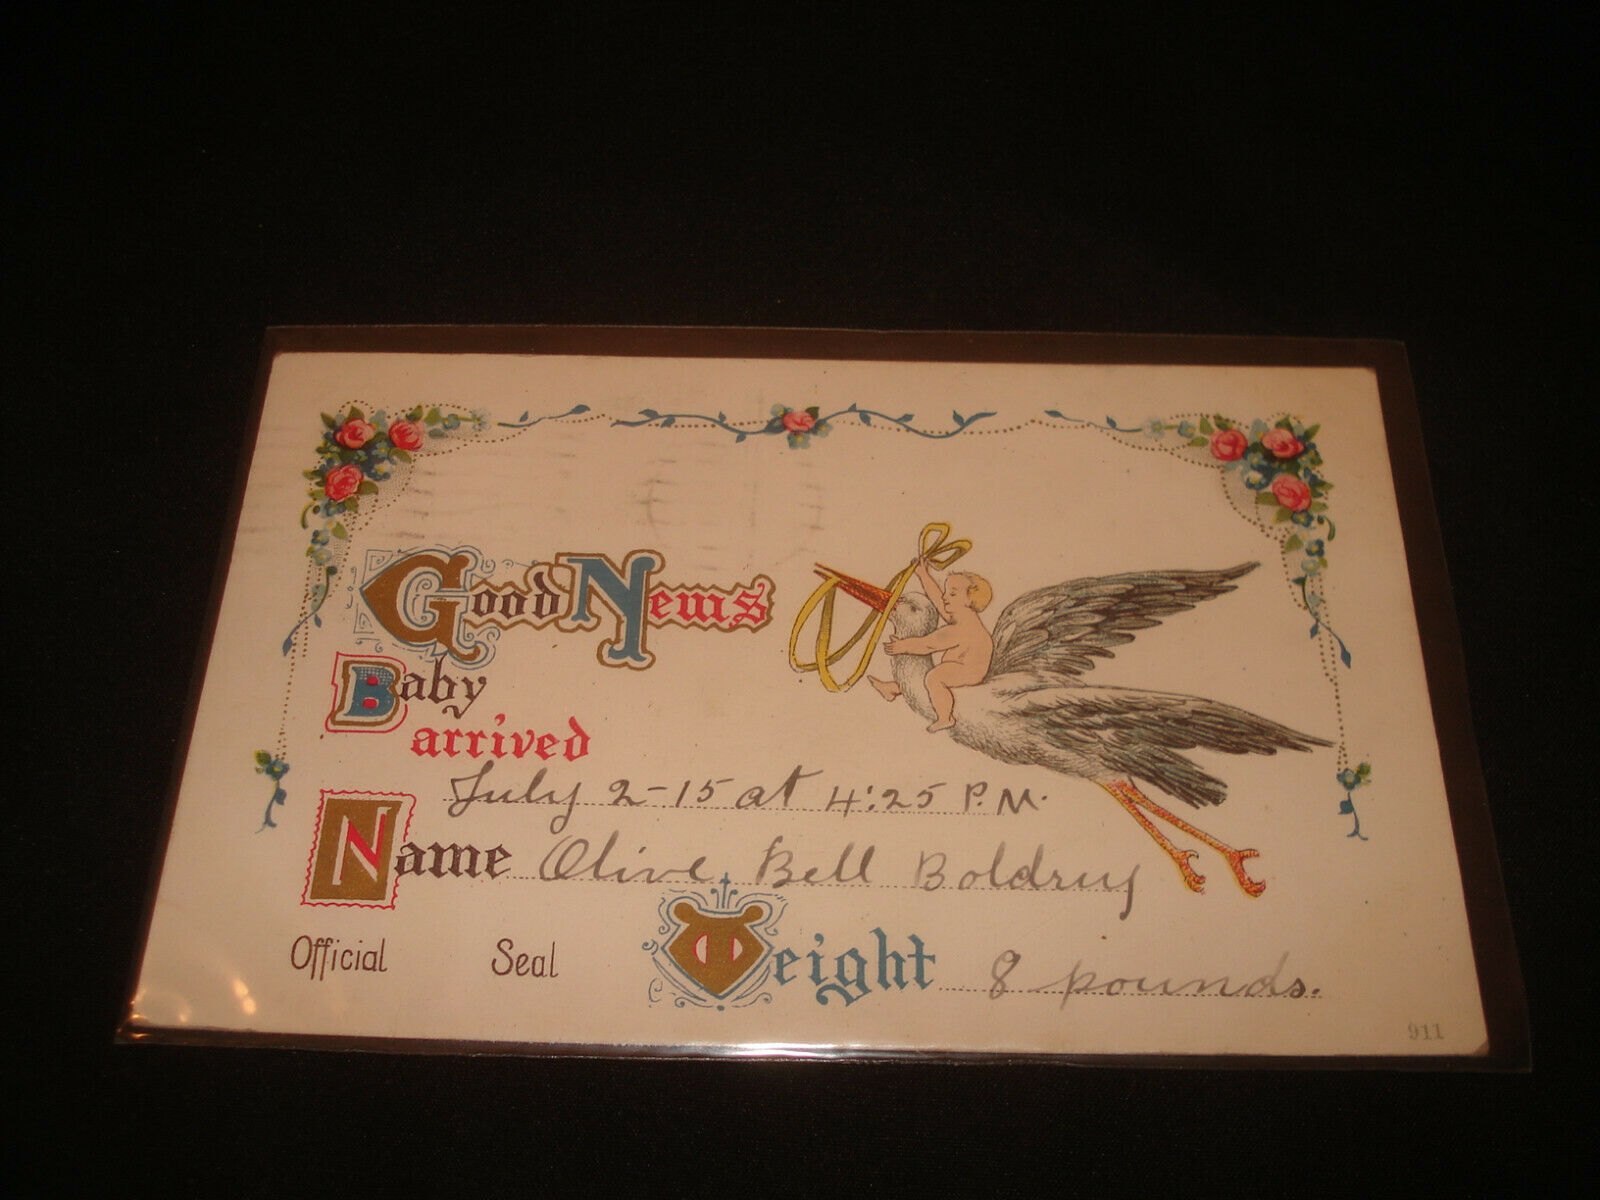 Good News
Baby
arrived
July 2-15 at 4:25 P.M.
Name Olive Bell Boldruy
Official Seal Weight 8 pounds.
911